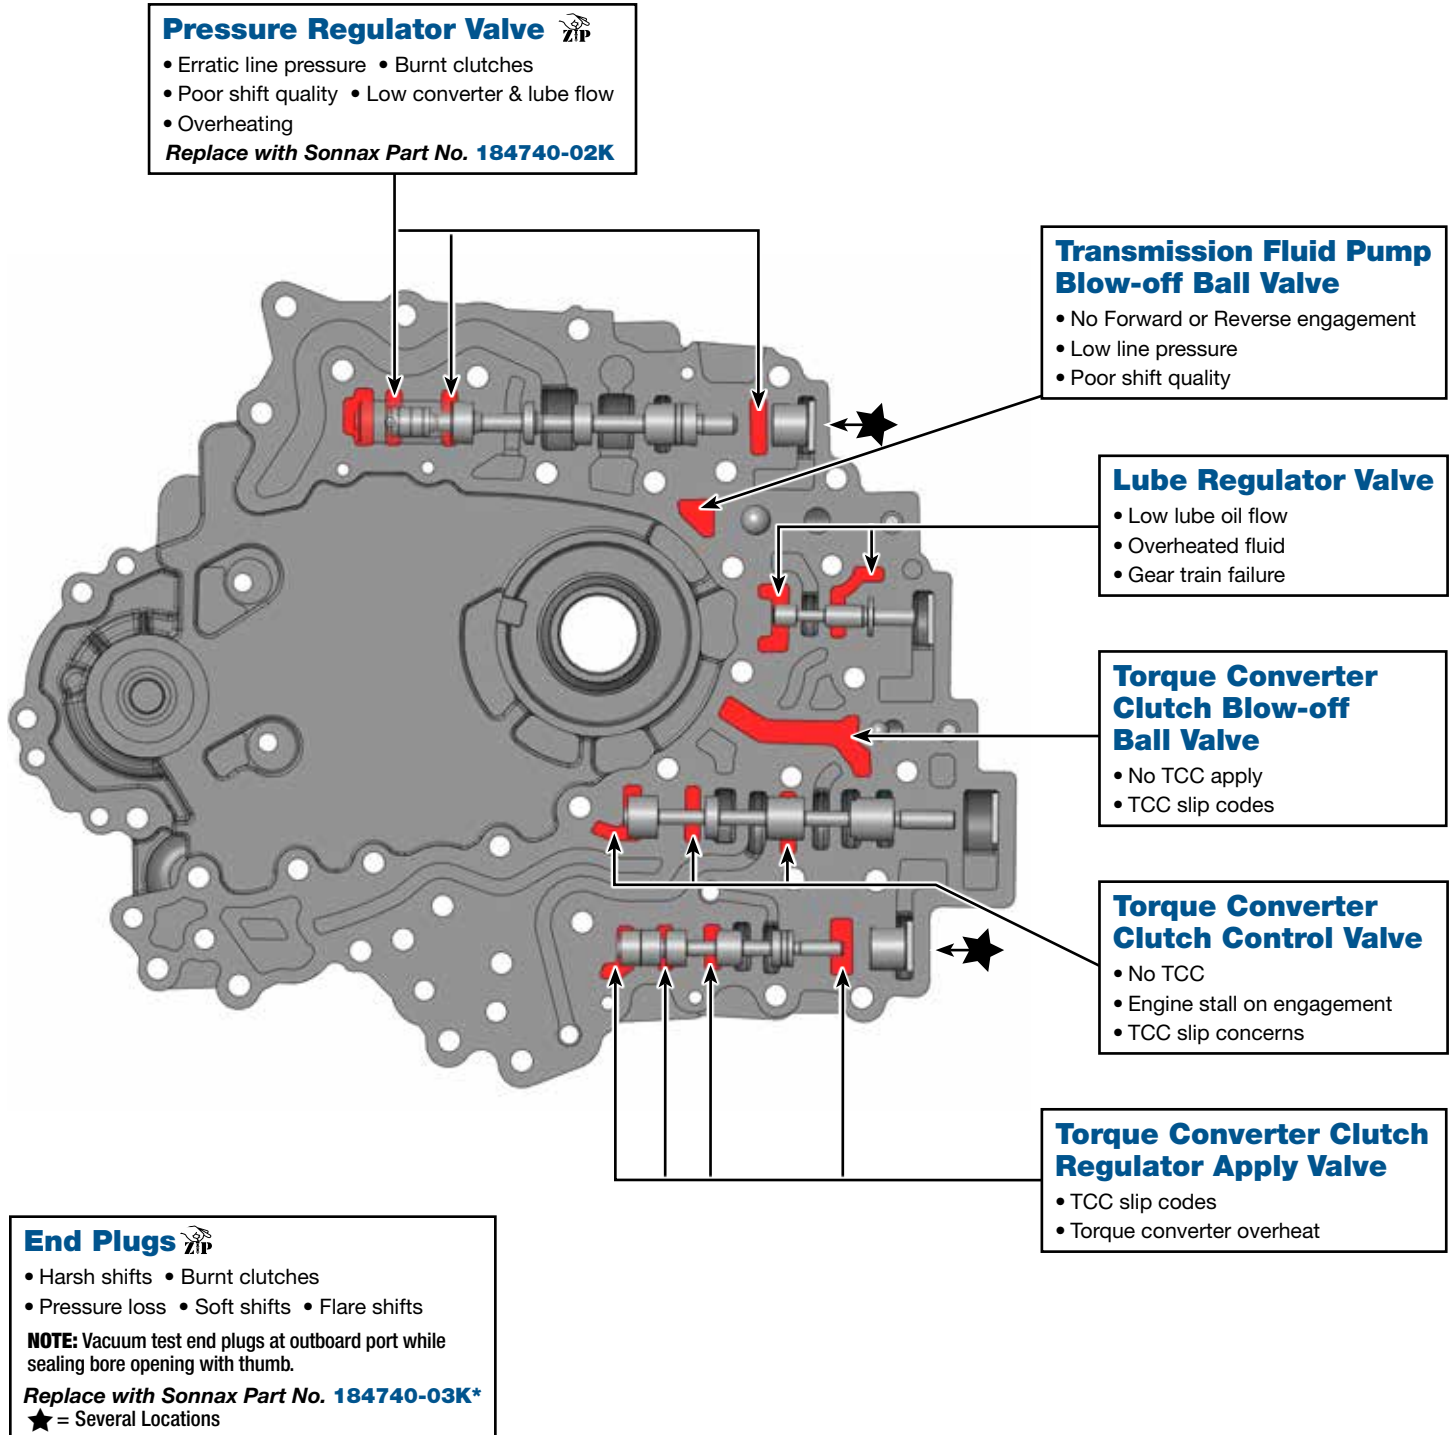 Pressure Regulator Valve ZIP
• Erratic line pressure • Burnt clutches
• Poor shift quality • Low converter & lube flow
• Overheating
Replace with Sonnax Part No. 184740-02K
Transmission Fluid Pump
Blow-off Ball Valve
• No Forward or Reverse engagement
• Low line pressure
• Poor shift quality
Lube Regulator Valve
• Low lube oil flow
• Overheated fluid
• Gear train failure
Torque Converter
Clutch Blow-off
Ball Valve
• No TCC apply
• TCC slip codes
Torque Converter
Clutch Control Valve
• No TCC
• Engine stall on engagement
• TCC slip concerns
Torque Converter Clutch
Regulator Apply Valve
• TCC slip codes
• Torque converter overheat
End Plugs ZIP
• Harsh shifts • Burnt clutches
• Pressure loss • Soft shifts • Flare shifts
NOTE: Vacuum test end plugs at outboard port while
sealing bore opening with thumb.
Replace with Sonnax Part No. 184740-03K*
★ = Several Locations